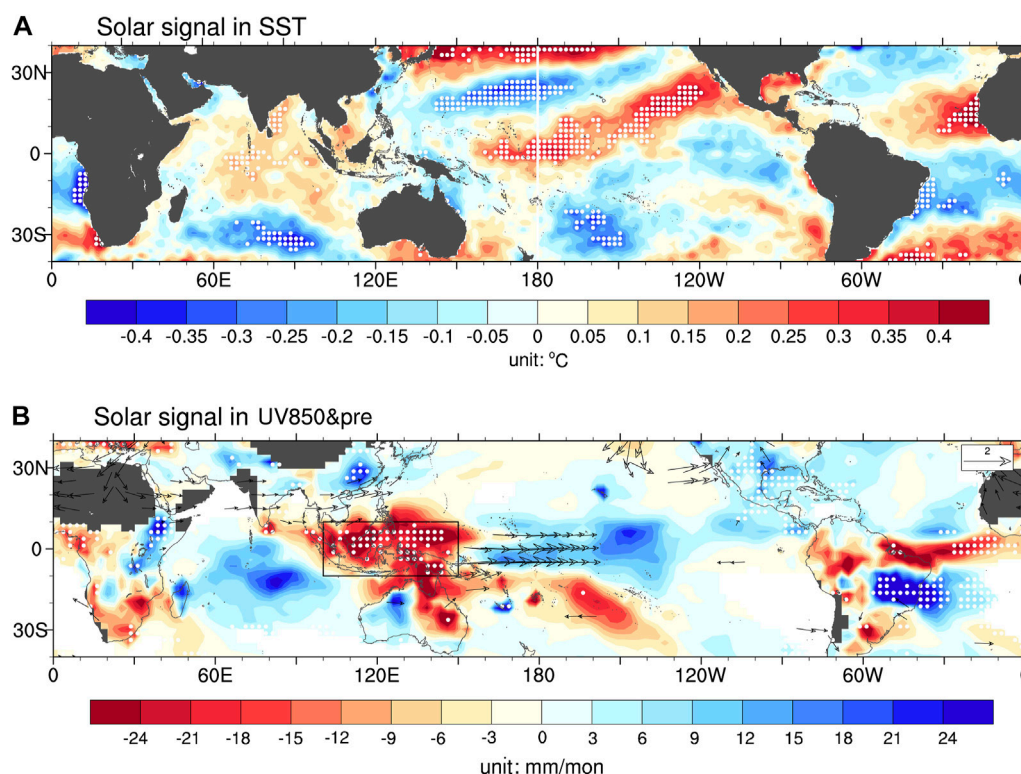 A
Solar signal in SST
30N
0
30S
0 60E 120E 180 120W 60W 0
-0.4 -0.35 -0.3 -0.25 -0.2 -0.15 -0.1 -0.05 0 0.05 0.1 0.15 0.2 0.25 0.3 0.35 0.4
unit: °C
B
Solar signal in UV850&pre
2
30N
0
30S
0 60E 120E 180 120W 60W 0
-24 -21 -18 -15 -12 -9 -6 -3 0 3 6 9 12 15 18 21 24
unit: mm/mon